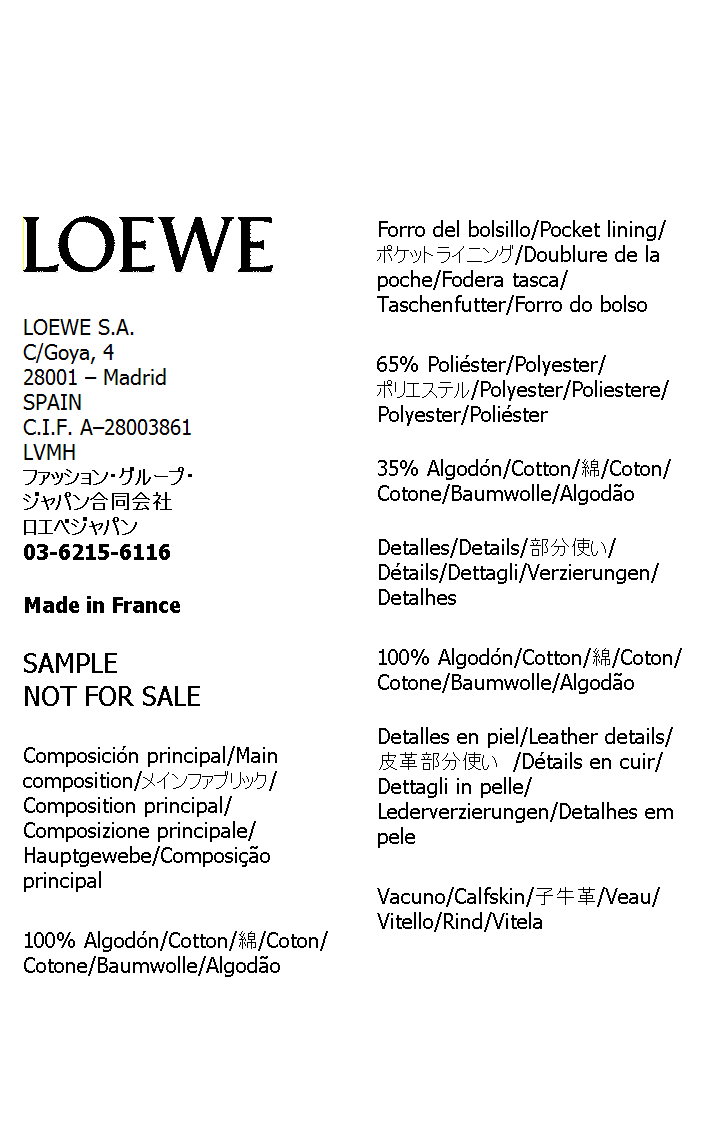 LOEWE
LOEWE S.A.
C/Goya, 4
28001 – Madrid
SPAIN
C.I.F. A–28003861
LVMH
ファッション・グループ・
ジャパン合同会社
ロエベジャパン
03-6215-6116
Made in France
SAMPLE
NOT FOR SALE
Composición principal/Main
composition/メインファブリック/
Composition principal/
Composizione principale/
Hauptgewebe/Composição
principal
100% Algodón/Cotton/綿/Coton/
Cotone/Baumwolle/Algodão
Forro del bolsillo/Pocket lining/
ポケットライニング/Doublure de la
poche/Fodera tasca/
Taschenfutter/Forro do bolso
65% Poliéster/Polyester/
ポリエステル/Polyester/Poliestere/
Polyester/Poliéster
35% Algodón/Cotton/綿/Coton/
Cotone/Baumwolle/Algodão
Detalles/Details/部分使い/
Détails/Dettagli/Verzierungen/
Detalhes
100% Algodón/Cotton/綿/Coton/
Cotone/Baumwolle/Algodão
Detalles en piel/Leather details/
皮革部分使い /Détails en cuir/
Dettagli in pelle/
Lederverzierungen/Detalhes em
pele
Vacuno/Calfskin/子牛革/Veau/
Vitello/Rind/Vitela